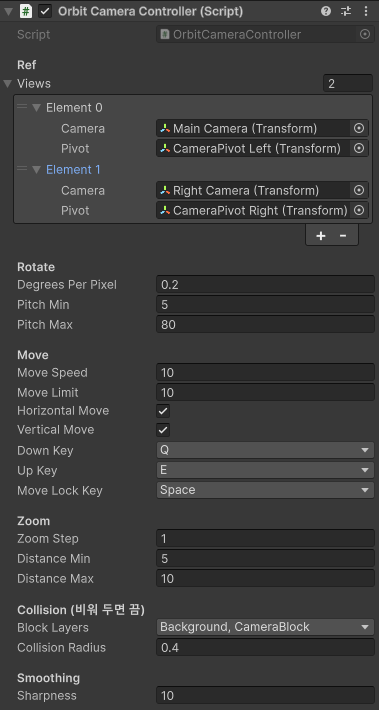 Orbit Camera Controller (Script)
Script OrbitCameraController
Ref
Views 2
Element 0
Camera Main Camera (Transform)
Pivot CameraPivot Left (Transform)
Element 1
Camera Right Camera (Transform)
Pivot CameraPivot Right (Transform)
+ -
Rotate
Degrees Per Pixel 0.2
Pitch Min 5
Pitch Max 80
Move
Move Speed 10
Move Limit 10
Horizontal Move
Vertical Move
Down Key Q
Up Key E
Move Lock Key Space
Zoom
Zoom Step 1
Distance Min 5
Distance Max 10
Collision (비워 두면 끔)
Block Layers Background, CameraBlock
Collision Radius 0.4
Smoothing
Sharpness 10